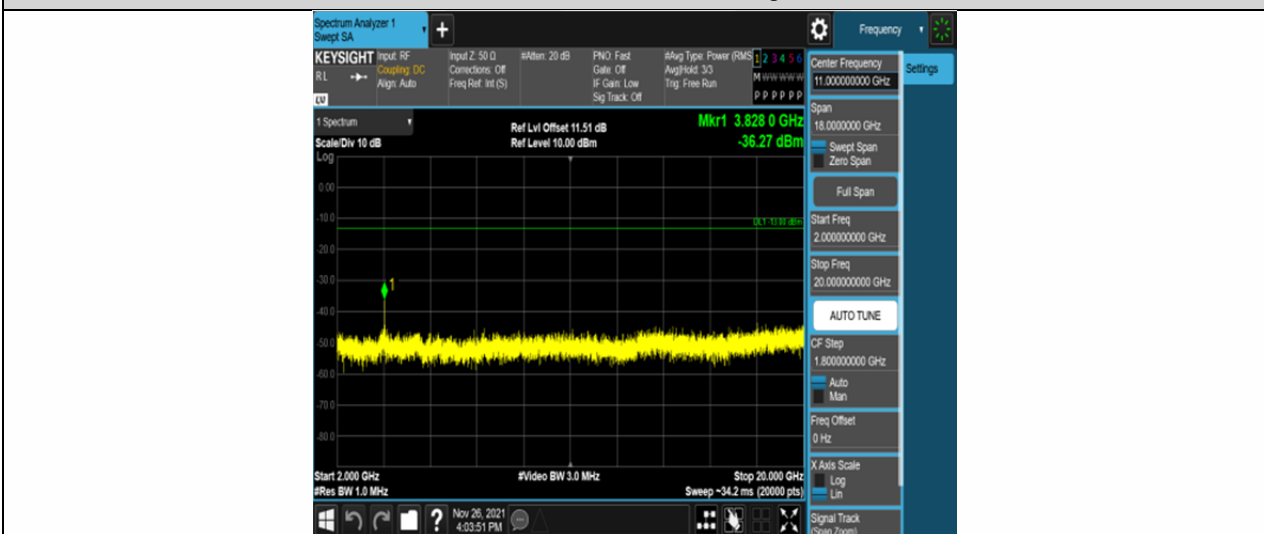 Spectrum Analyzer 1
Swept SA
Frequency
KEYSIGHT
RL
Input: RF
Coupling: DC
Align: Auto
Input Z: 50 Ω
Corrections: Off
Freq Ref: Int (S)
#Atten: 20 dB
PNO: Fast
Gate: Off
IF Gain: Low
Sig Track: Off
#Avg Type: Power (RMS
Avg|Hold: 3/3
Trig: Free Run
1 2 3 4 5 6
M W W W W W
P P P P P P
LV
1 Spectrum
Scale/Div 10 dB
Log
Ref Lvl Offset 11.51 dB
Ref Level 10.00 dBm
Mkr1 3.828 0 GHz
-36.27 dBm
0.00
-10.0
DL1 -13.00 dBm
-20.0
-30.0
1
-40.0
-50.0
-60.0
-70.0
-80.0
Start 2.000 GHz
#Res BW 1.0 MHz
#Video BW 3.0 MHz
Stop 20.000 GHz
Sweep ~34.2 ms (20000 pts)
Nov 26, 2021
4:03:51 PM
?
Center Frequency
11.000000000 GHz
Settings
Span
18.0000000 GHz
Swept Span
Zero Span
Full Span
Start Freq
2.000000000 GHz
Stop Freq
20.000000000 GHz
AUTO TUNE
CF Step
1.800000000 GHz
Auto
Man
Freq Offset
0 Hz
X Axis Scale
Log
Lin
Signal Track
(Span Zoom)